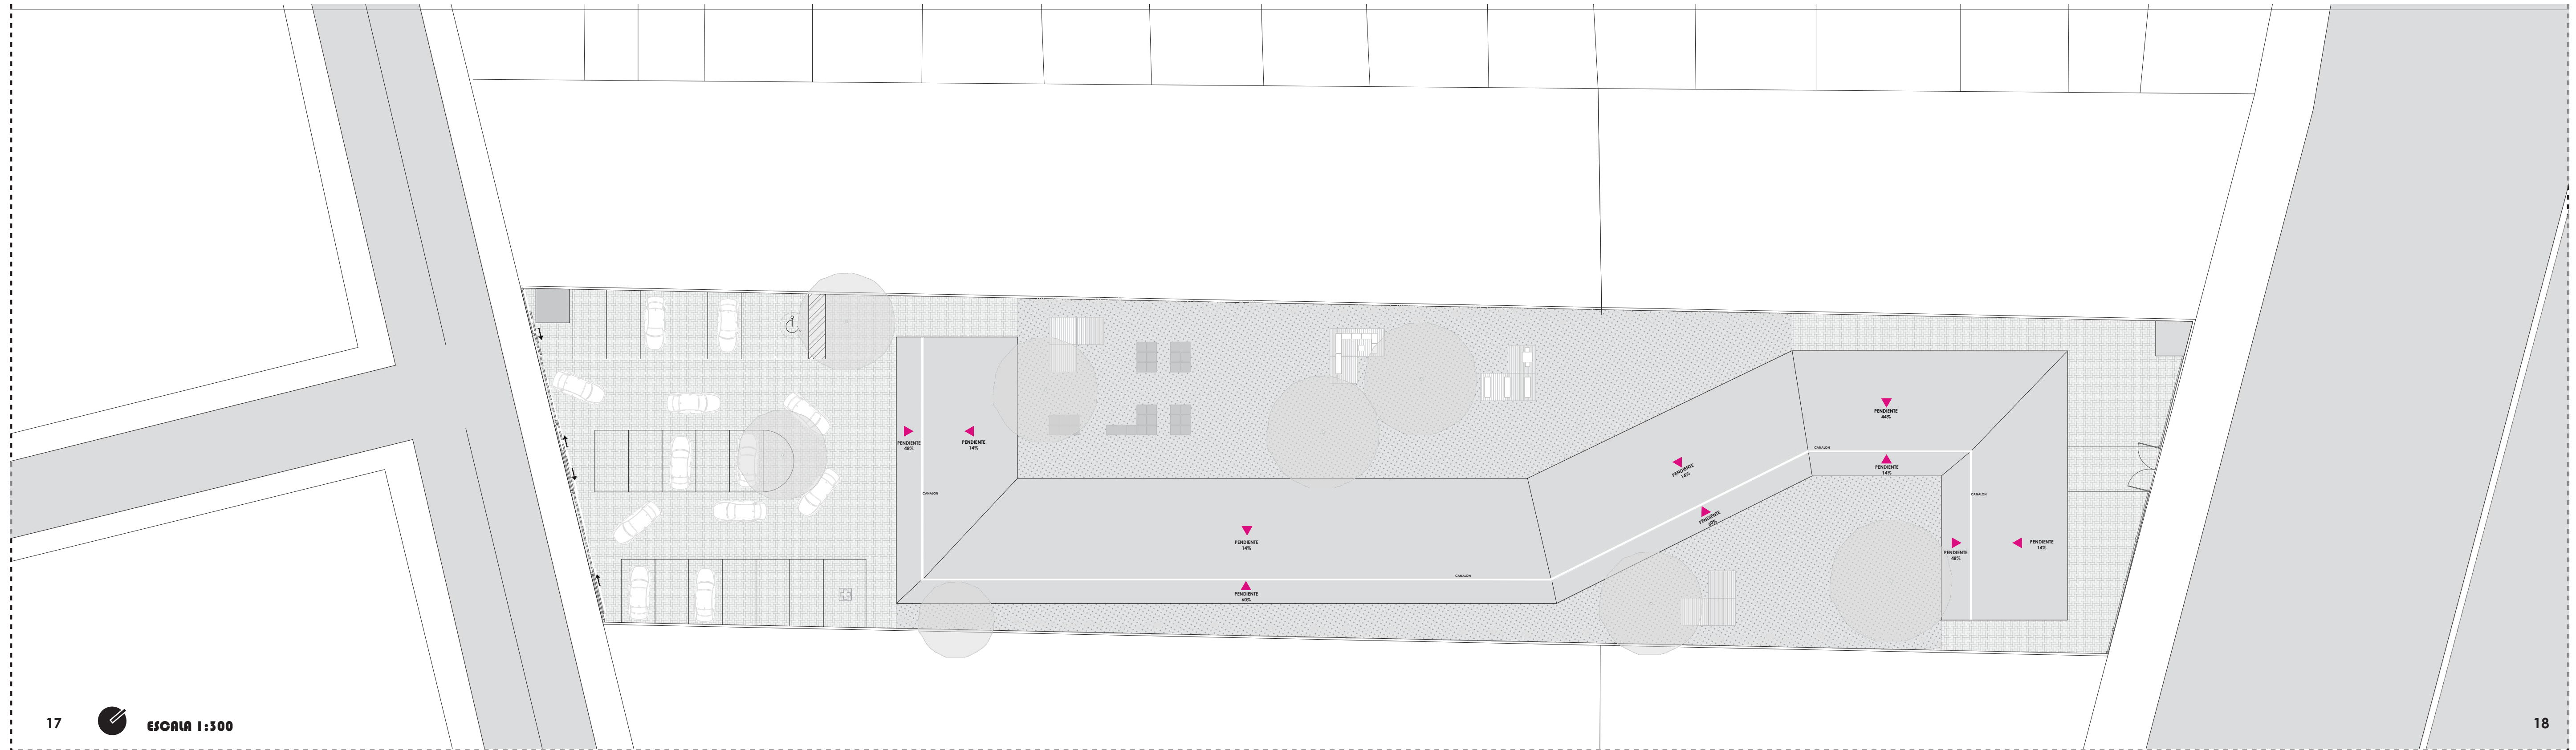 PENDIENTE
44%
CANALON
PENDIENTE
14%
PENDIENTE
48%
PENDIENTE
14%
CANALON
PENDIENTE
14%
PENDIENTE
60%
CANALON
PENDIENTE
48%
PENDIENTE
14%
PENDIENTE
14%
CANALON
PENDIENTE
60%
17
ESCALA 1:300
18